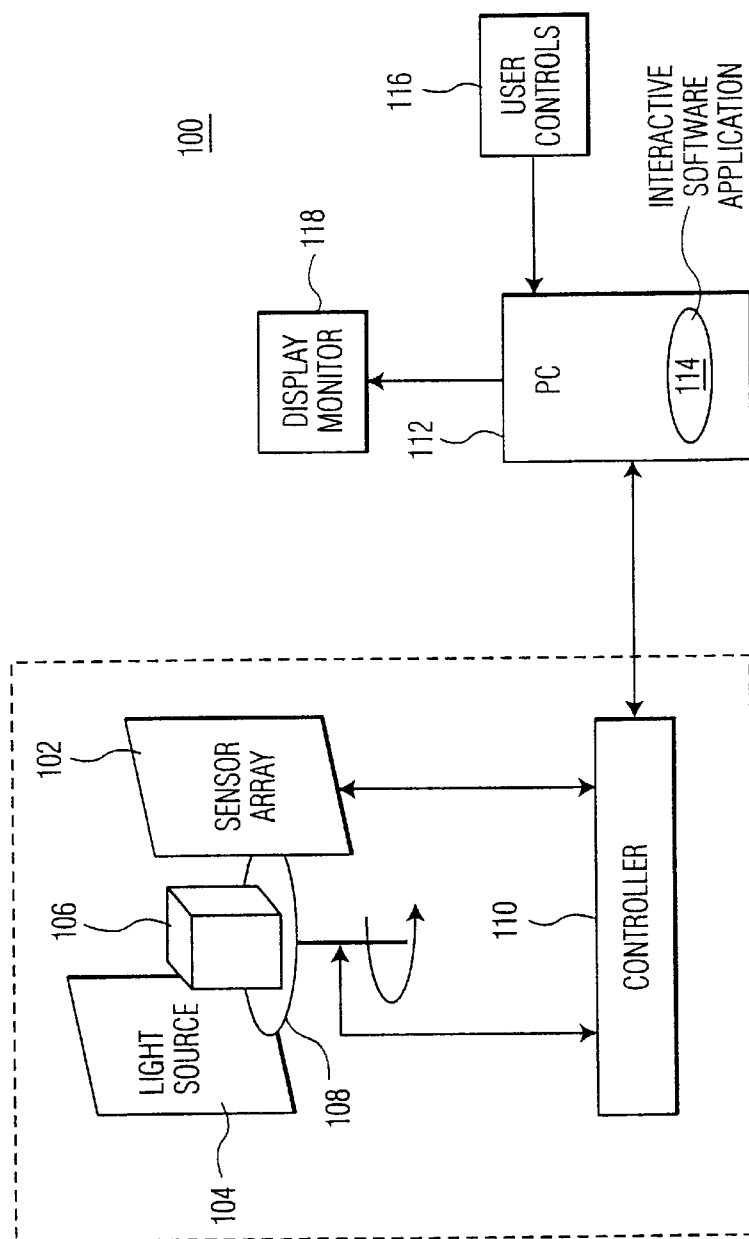 100
102
SENSOR
ARRAY
106
LIGHT
SOURCE
104
108
110
CONTROLLER
118
DISPLAY
MONITOR
116
USER
CONTROLS
112
PC
114
INTERACTIVE
SOFTWARE
APPLICATION